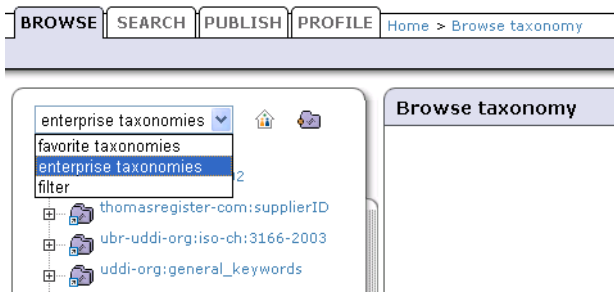 BROWSE SEARCH PUBLISH PROFILE Home > Browse taxonomy
enterprise taxonomies
Browse taxonomy
favorite taxonomies
enterprise taxonomies
filter
thomasregister-com:supplierID
ubr-uddi-org:iso-ch:3166-2003
uddi-org:general_keywords